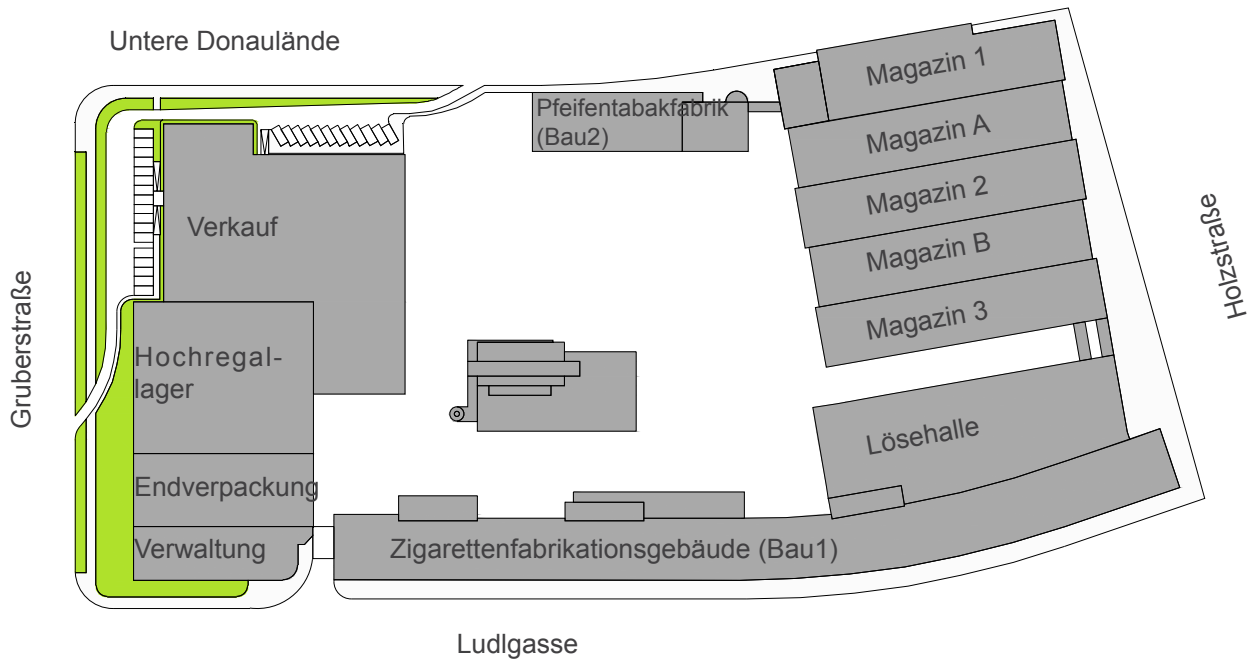 Untere Donaulände
Magazin 1
Pfeifentabakfabrik
(Bau2)
Magazin A
Magazin 2
Verkauf
Magazin B
Holzstraße
Gruberstraße
Magazin 3
Hochregal-
lager
Lösehalle
Endverpackung
Verwaltung
Zigarettenfabrikationsgebäude (Bau1)
Ludlgasse